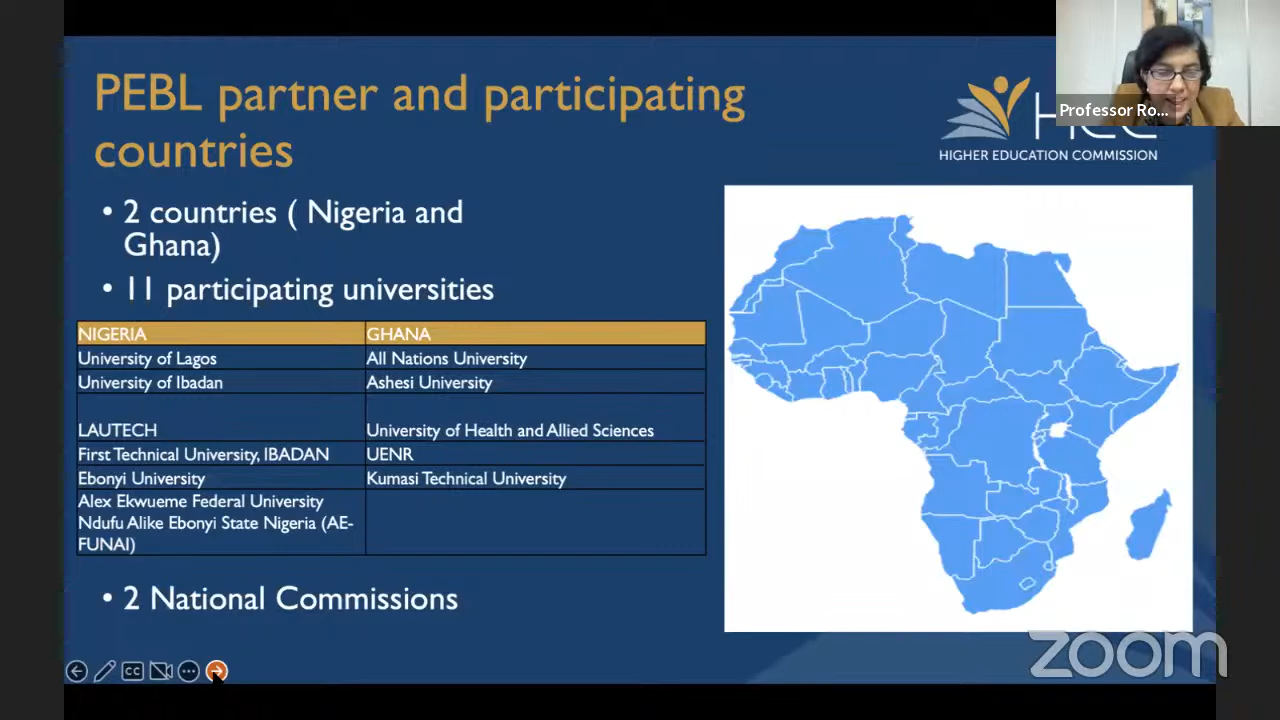 PEBL partner and participating
countries
Professor Ro...
HIGHER EDUCATION COMMISSION
• 2 countries ( Nigeria and
Ghana)
• 11 participating universities
NIGERIA GHANA
University of Lagos All Nations University
University of Ibadan Ashesi University
LAUTECH University of Health and Allied Sciences
First Technical University, IBADAN UENR
Ebonyi University Kumasi Technical University
Alex Ekwueme Federal University
Ndufu Alike Ebonyi State Nigeria (AE-
FUNAI)
• 2 National Commissions
CC
zoom